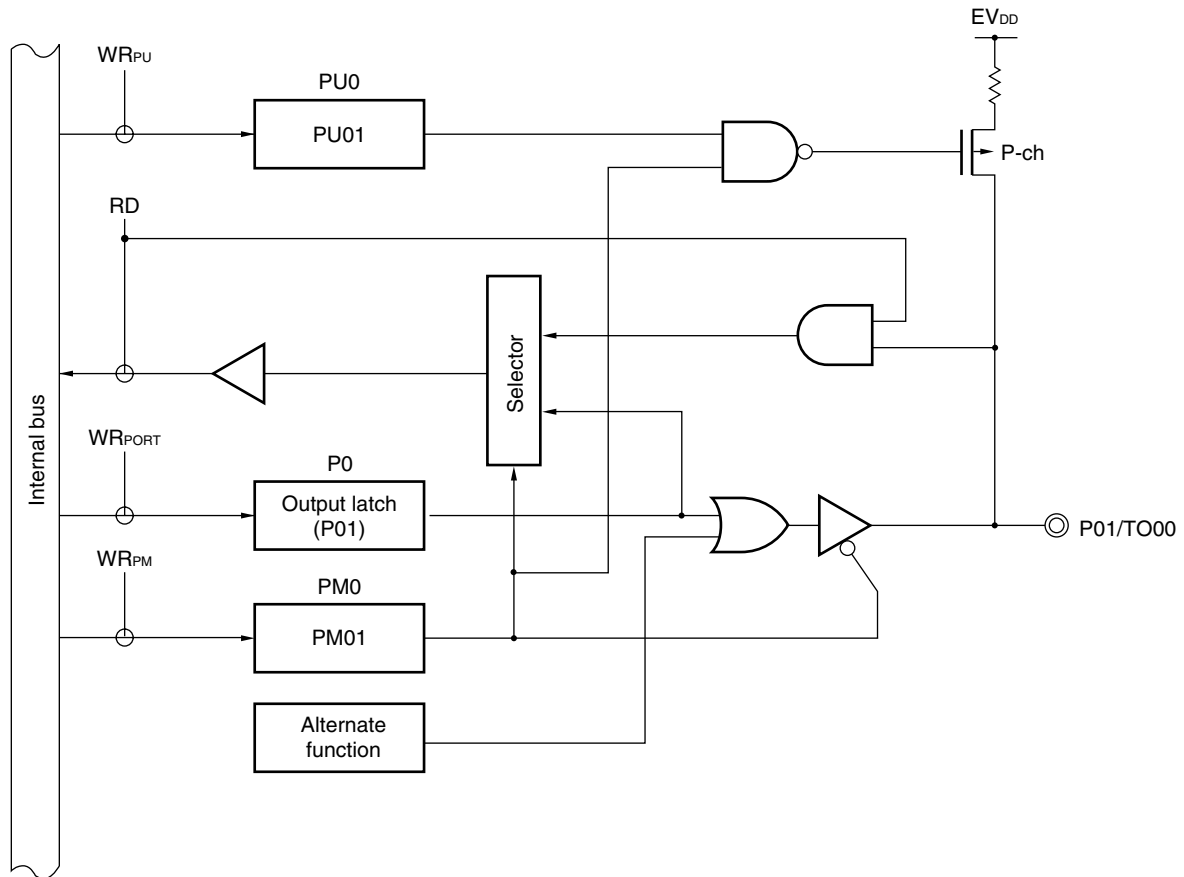 EVDD
WRPU
PU0
PU01
P-ch
RD
Selector
Internal bus
WRPORT
P0
Output latch
(P01)
P01/TO00
WRPM
PM0
PM01
Alternate
function